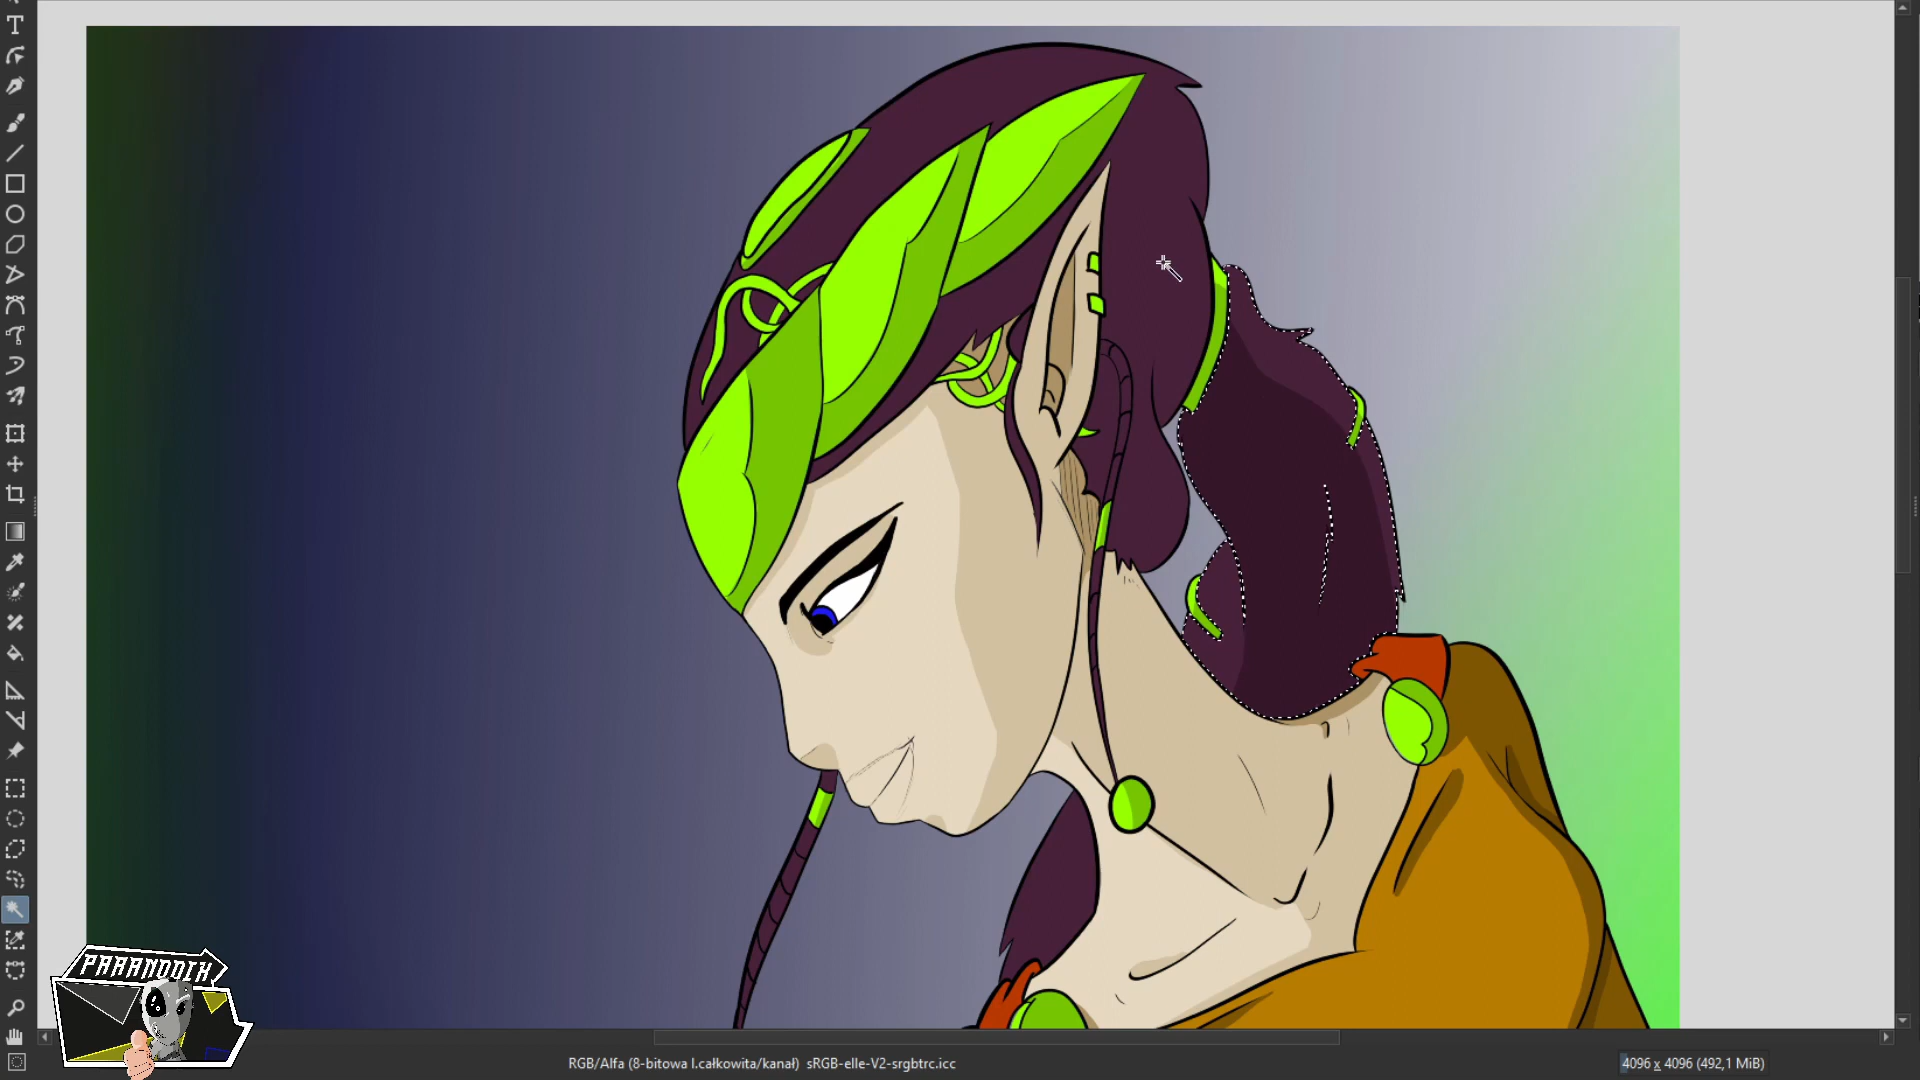 PARANODIX
RGB/Alfa (8-bitowa l.całkowita/kanał) sRGB-elle-V2-srgbtrc.icc
4096 x 4096 (492,1 MiB)